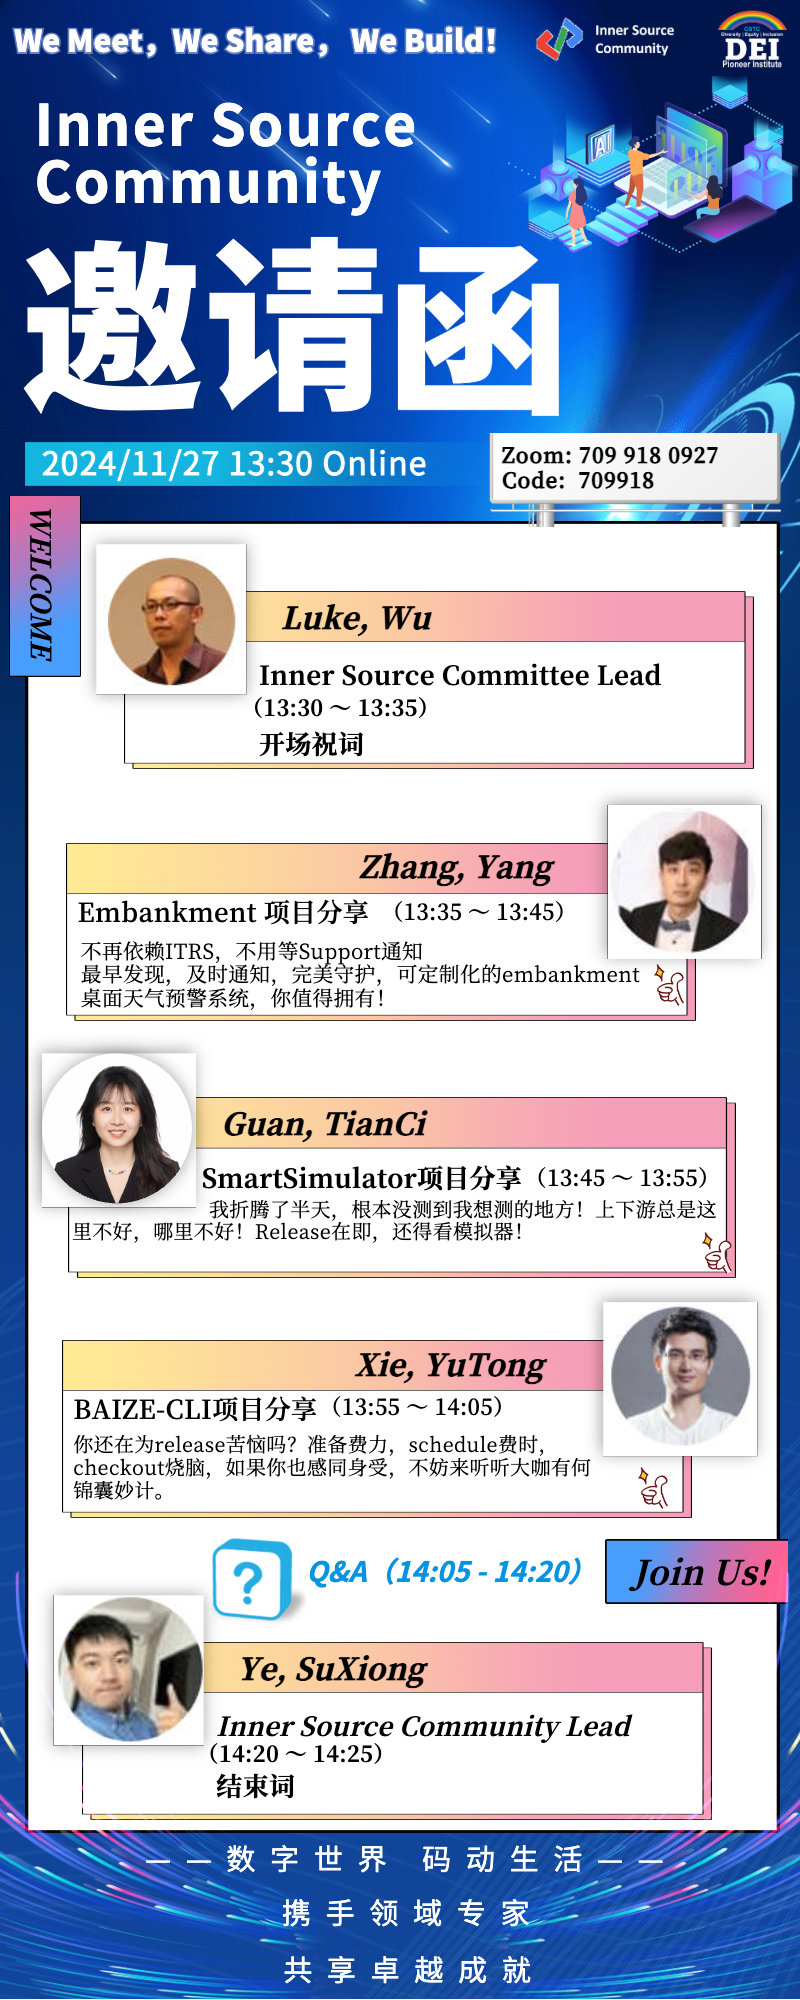 We Meet，We Share， We Build!
Inner Source
Community
CSTC
Diversity | Equity | Inclusion
DEI
Pioneer Institute
Inner Source
Community
AI
邀请函
2024/11/27 13:30 Online
Zoom: 709 918 0927
Code: 709918
WELCOME
Luke, Wu
Inner Source Committee Lead
（13:30 ～ 13:35）
开场祝词
Zhang, Yang
Embankment 项目分享 （13:35 ～ 13:45）
不再依赖ITRS，不用等Support通知
最早发现，及时通知，完美守护，可定制化的embankment
桌面天气预警系统，你值得拥有！
Guan, TianCi
SmartSimulator项目分享（13:45 ～ 13:55）
我折腾了半天，根本没测到我想测的地方！上下游总是这
里不好，哪里不好！Release在即，还得看模拟器！
Xie, YuTong
BAIZE-CLI项目分享（13:55 ～ 14:05）
你还在为release苦恼吗？准备费力，schedule费时，
checkout烧脑，如果你也感同身受，不妨来听听大咖有何
锦囊妙计。
?
Q&A（14:05 - 14:20）
Join Us!
Ye, SuXiong
Inner Source Community Lead
（14:20 ～ 14:25）
结束词
——数字世界 码动生活——
携手领域专家
共享卓越成就